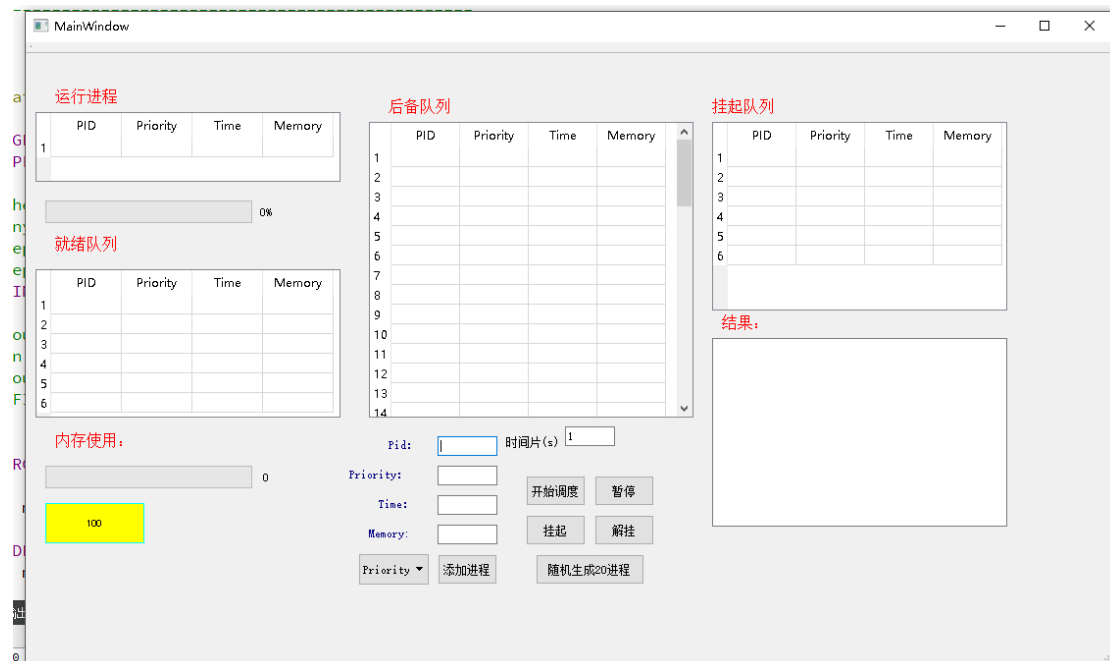 MainWindow
运行进程
PID Priority Time Memory
1
0%
就绪队列
PID Priority Time Memory
1
2
3
4
5
6
内存使用：
0
100
后备队列
PID Priority Time Memory
1
2
3
4
5
6
7
8
9
10
11
12
13
14
Pid: 时间片(s) 1
Priority:
Time: 开始调度 暂停
Memory: 挂起 解挂
Priority 添加进程 随机生成20进程
挂起队列
PID Priority Time Memory
1
2
3
4
5
6
结果：